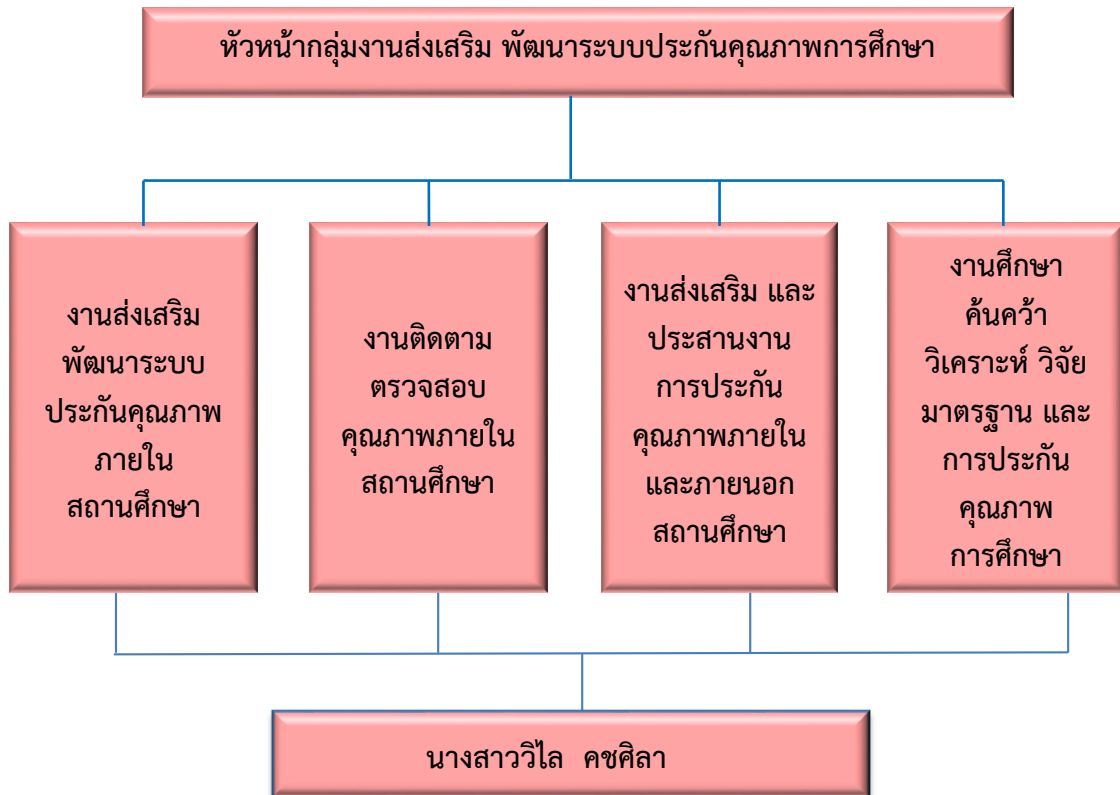 หัวหน้ากลุ่มงานส่งเสริม พัฒนาระบบประกันคุณภาพการศึกษา
งานส่งเสริม
พัฒนาระบบ
ประกันคุณภาพ
ภายใน
สถานศึกษา
งานติดตาม
ตรวจสอบ
คุณภาพภายใน
สถานศึกษา
งานส่งเสริม และ
ประสานงาน
การประกัน
คุณภาพภายใน
และภายนอก
สถานศึกษา
งานศึกษา
ค้นคว้า
วิเคราะห์ วิจัย
มาตรฐาน และ
การประกัน
คุณภาพ
การศึกษา
นางสาววิไล  คชศิลา